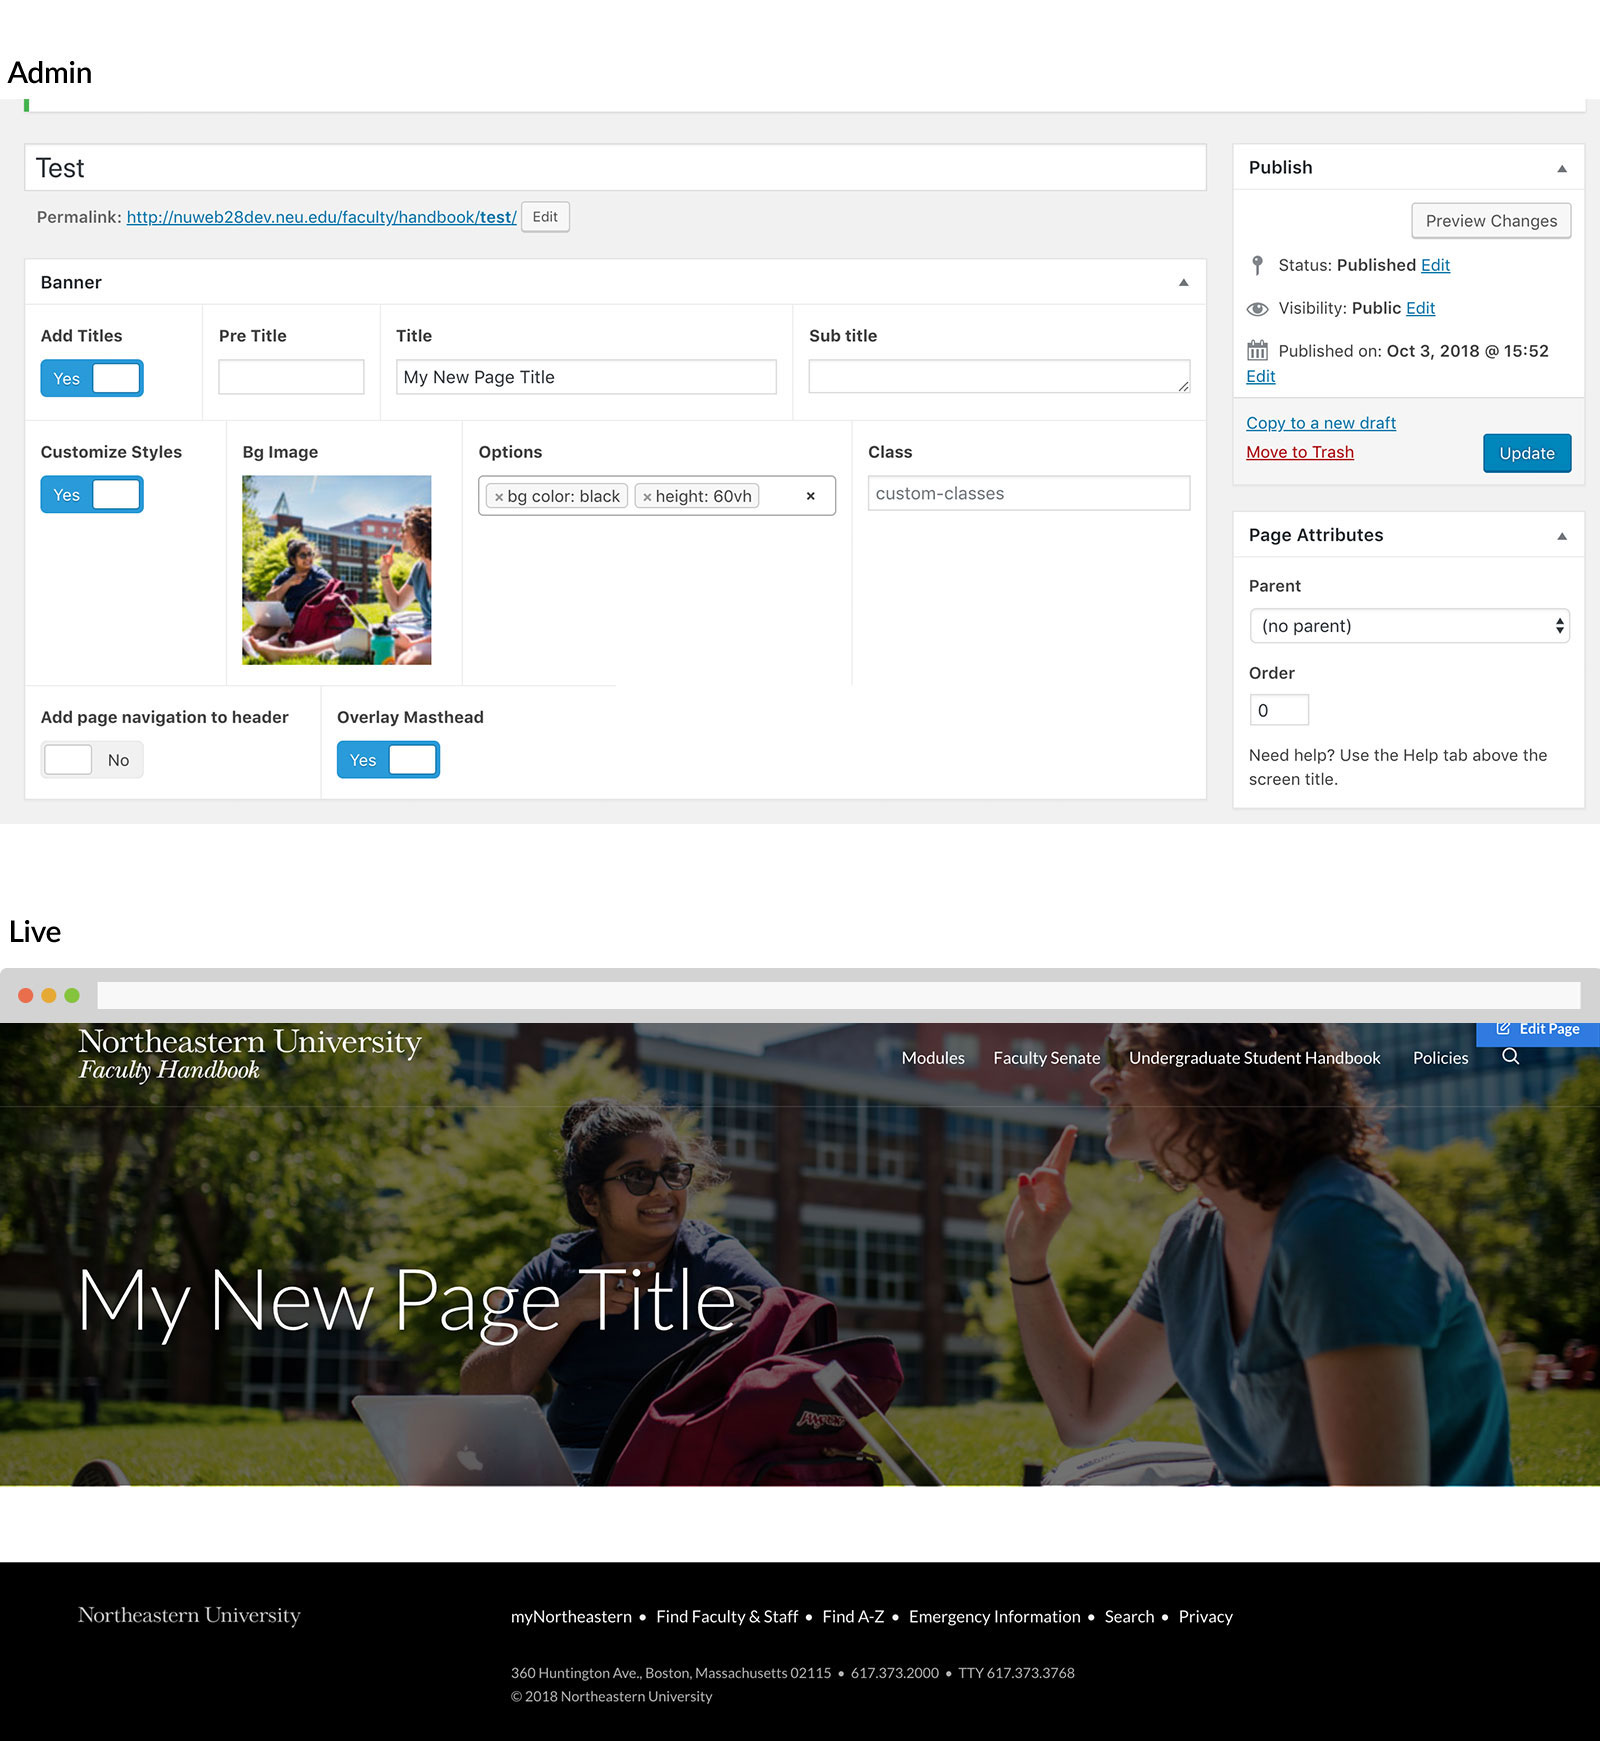 Admin
Test
Permalink: http://nuweb28dev.neu.edu/faculty/handbook/test/ Edit
Banner
Add Titles
Yes
Pre Title
Title
My New Page Title
Sub title
Customize Styles
Yes
Bg Image
Options
× bg color: black × height: 60vh ×
Class
custom-classes
Add page navigation to header
No
Overlay Masthead
Yes
Publish
Preview Changes
Status: Published Edit
Visibility: Public Edit
Published on: Oct 3, 2018 @ 15:52
Edit
Copy to a new draft
Move to Trash
Update
Page Attributes
Parent
(no parent)
Order
0
Need help? Use the Help tab above the
screen title.
Live
Edit Page
Northeastern University
Faculty Handbook
Modules Faculty Senate Undergraduate Student Handbook Policies
My New Page Title
JANSPORT
Northeastern University
myNortheastern • Find Faculty & Staff • Find A-Z • Emergency Information • Search • Privacy
360 Huntington Ave., Boston, Massachusetts 02115 • 617.373.2000 • TTY 617.373.3768
© 2018 Northeastern University